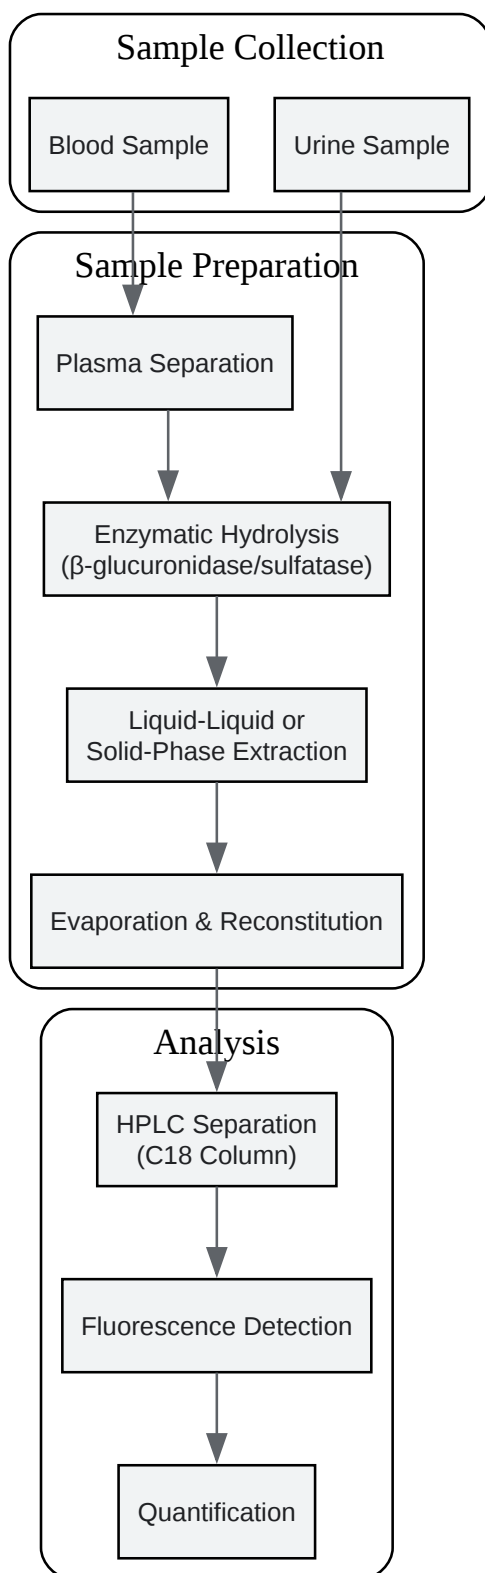 Sample Collection
Blood Sample
Urine Sample
Sample Preparation
Plasma Separation
Enzymatic Hydrolysis
(β-glucuronidase/sulfatase)
Liquid-Liquid or
Solid-Phase Extraction
Evaporation & Reconstitution
Analysis
HPLC Separation
(C18 Column)
Fluorescence Detection
Quantification